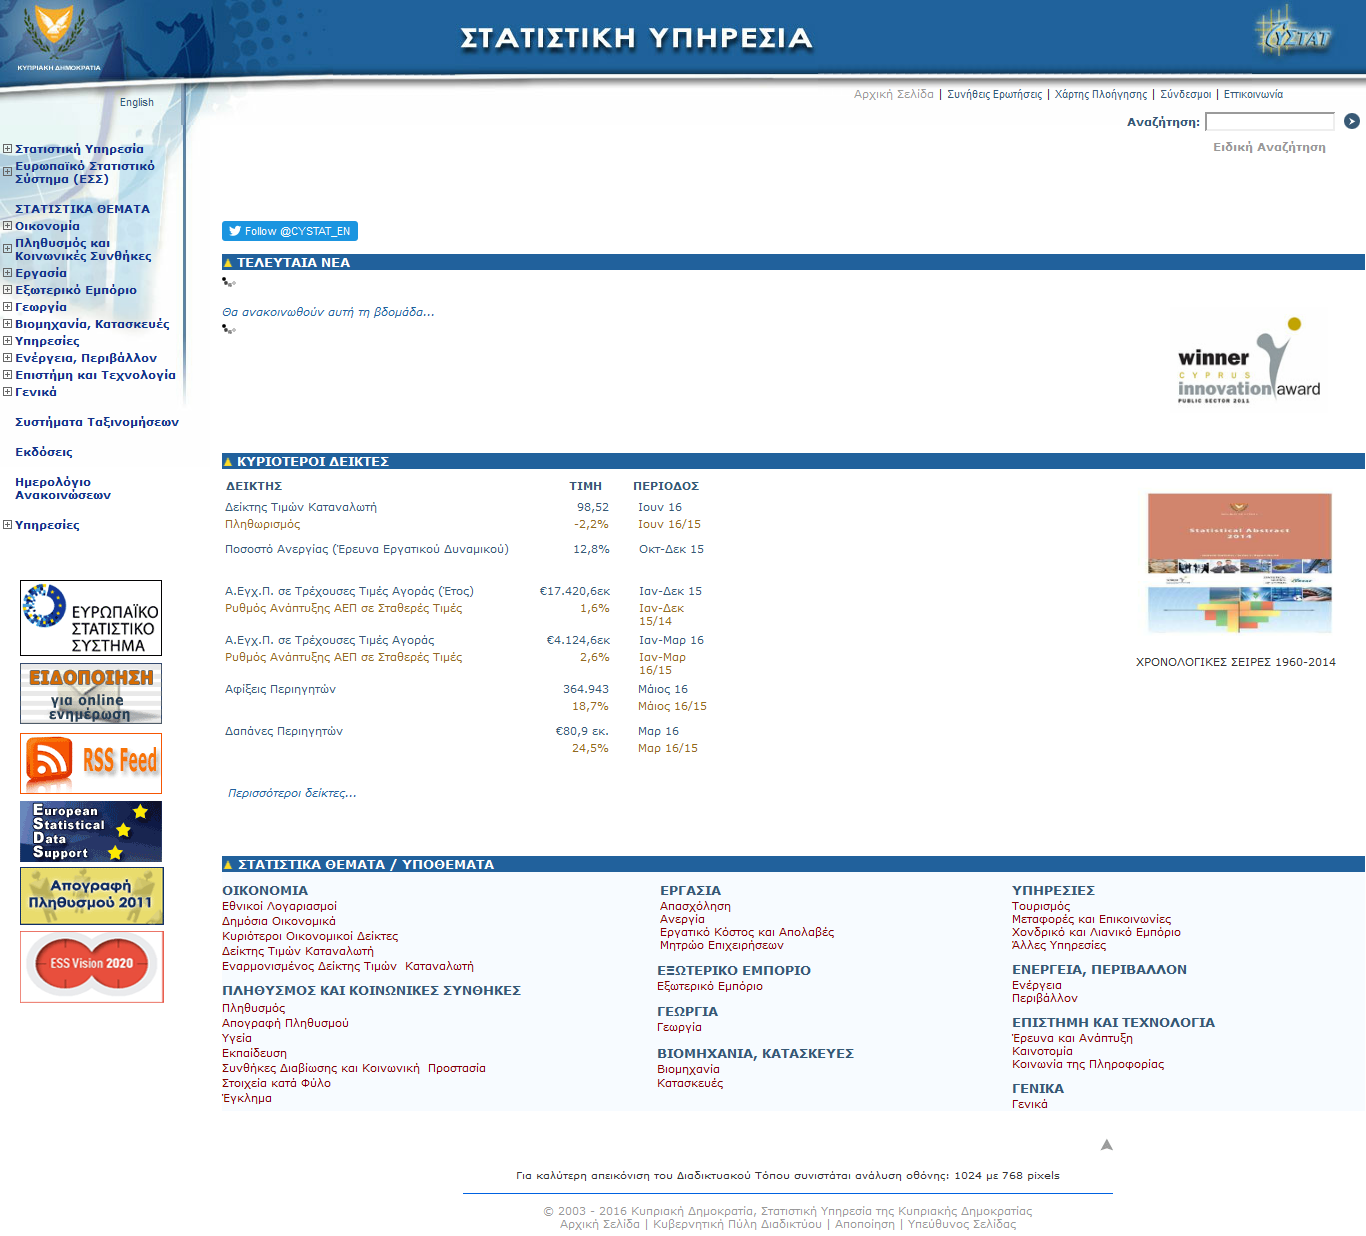 ΚΥΠΡΙΑΚΗ ΔΗΜΟΚΡΑΤΙΑ
ΣΤΑΤΙΣΤΙΚΗ ΥΠΗΡΕΣΙΑ
ΣΤΑΤ
English
Αρχική Σελίδα | Συνήθεις Ερωτήσεις | Χάρτης Πλοήγησης | Σύνδεσμοι | Επικοινωνία
Αναζήτηση:
Ειδική Αναζήτηση
Στατιστική Υπηρεσία
Ευρωπαϊκό Στατιστικό
Σύστημα (ΕΣΣ)
ΣΤΑΤΙΣΤΙΚΑ ΘΕΜΑΤΑ
Οικονομία
Πληθυσμός και
Κοινωνικές Συνθήκες
Εργασία
Εξωτερικό Εμπόριο
Γεωργία
Βιομηχανία, Κατασκευές
Υπηρεσίες
Ενέργεια, Περιβάλλον
Επιστήμη και Τεχνολογία
Γενικά
Συστήματα Ταξινομήσεων
Εκδόσεις
Ημερολόγιο
Ανακοινώσεων
Υπηρεσίες
ΕΥΡΩΠΑΪΚΟ
ΣΤΑΤΙΣΤΙΚΟ
ΣΥΣΤΗΜΑ
ΕΙΔΟΠΟΙΗΣΗ
για online
ενημέρωση
RSS Feed
European
Statistical
Data
Support
Απογραφή
Πληθυσμού 2011
ESS Vision 2020
Follow @CYSTAT_EN
ΤΕΛΕΥΤΑΙΑ ΝΕΑ
Θα ανακοινωθούν αυτή τη βδομάδα...
winner
CYPRUS
innovation award
PUBLIC SECTOR 2011
ΚΥΡΙΟΤΕΡΟΙ ΔΕΙΚΤΕΣ
ΔΕΙΚΤΗΣ ΤΙΜΗ ΠΕΡΙΟΔΟΣ
Δείκτης Τιμών Καταναλωτή 98,52 Ιουν 16
Πληθωρισμός -2,2% Ιουν 16/15
Ποσοστό Ανεργίας (Έρευνα Εργατικού Δυναμικού) 12,8% Οκτ-Δεκ 15
Α.Εγχ.Π. σε Τρέχουσες Τιμές Αγοράς (Έτος) €17.420,6εκ Ιαν-Δεκ 15
Ρυθμός Ανάπτυξης ΑΕΠ σε Σταθερές Τιμές 1,6% Ιαν-Δεκ
15/14
Α.Εγχ.Π. σε Τρέχουσες Τιμές Αγοράς €4.124,6εκ Ιαν-Μαρ 16
Ρυθμός Ανάπτυξης ΑΕΠ σε Σταθερές Τιμές 2,6% Ιαν-Μαρ
16/15
Αφίξεις Περιηγητών 364.943 Μάιος 16
18,7% Μάιος 16/15
Δαπάνες Περιηγητών €80,9 εκ. Μαρ 16
24,5% Μαρ 16/15
Περισσότεροι δείκτες...
Statistical Abstract
2014
ΧΡΟΝΟΛΟΓΙΚΕΣ ΣΕΙΡΕΣ 1960-2014
ΣΤΑΤΙΣΤΙΚΑ ΘΕΜΑΤΑ / ΥΠΟΘΕΜΑΤΑ
ΟΙΚΟΝΟΜΙΑ
Εθνικοί Λογαριασμοί
Δημόσια Οικονομικά
Κυριότεροι Οικονομικοί Δείκτες
Δείκτης Τιμών Καταναλωτή
Εναρμονισμένος Δείκτης Τιμών Καταναλωτή
ΠΛΗΘΥΣΜΟΣ ΚΑΙ ΚΟΙΝΩΝΙΚΕΣ ΣΥΝΘΗΚΕΣ
Πληθυσμός
Απογραφή Πληθυσμού
Υγεία
Εκπαίδευση
Συνθήκες Διαβίωσης και Κοινωνική Προστασία
Στοιχεία κατά Φύλο
Έγκλημα
ΕΡΓΑΣΙΑ
Απασχόληση
Ανεργία
Εργατικό Κόστος και Απολαβές
Μητρώο Επιχειρήσεων
ΕΞΩΤΕΡΙΚΟ ΕΜΠΟΡΙΟ
Εξωτερικό Εμπόριο
ΓΕΩΡΓΙΑ
Γεωργία
ΒΙΟΜΗΧΑΝΙΑ, ΚΑΤΑΣΚΕΥΕΣ
Βιομηχανία
Κατασκευές
ΥΠΗΡΕΣΙΕΣ
Τουρισμός
Μεταφορές και Επικοινωνίες
Χονδρικό και Λιανικό Εμπόριο
Άλλες Υπηρεσίες
ΕΝΕΡΓΕΙΑ, ΠΕΡΙΒΑΛΛΟΝ
Ενέργεια
Περιβάλλον
ΕΠΙΣΤΗΜΗ ΚΑΙ ΤΕΧΝΟΛΟΓΙΑ
Έρευνα και Ανάπτυξη
Καινοτομία
Κοινωνία της Πληροφορίας
ΓΕΝΙΚΑ
Γενικά
Για καλύτερη απεικόνιση του Διαδικτυακού Τόπου συνιστάται ανάλυση οθόνης: 1024 με 768 pixels
© 2003 - 2016 Κυπριακή Δημοκρατία, Στατιστική Υπηρεσία της Κυπριακής Δημοκρατίας
Αρχική Σελίδα | Κυβερνητική Πύλη Διαδικτύου | Αποποίηση | Υπεύθυνος Σελίδας